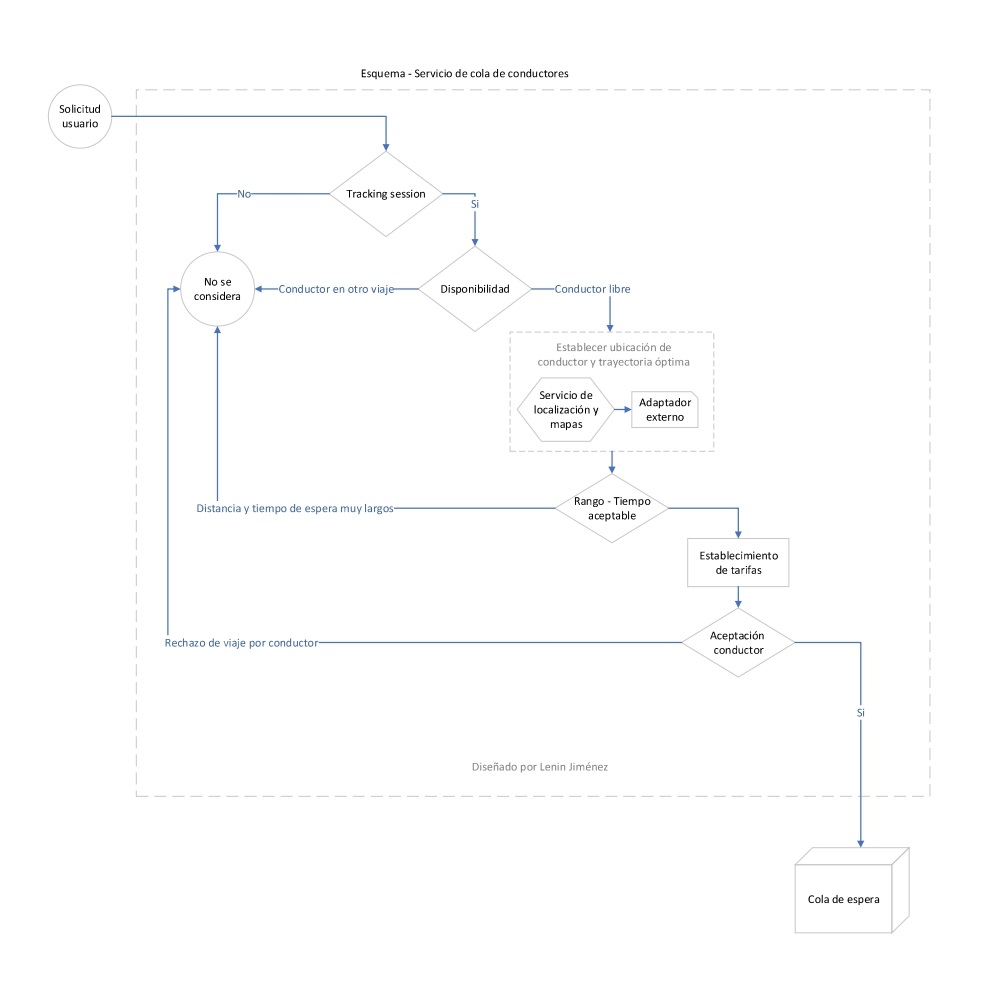 Esquema - Servicio de cola de conductores
Solicitud
usuario
Tracking session
No
Si
No se
considera
Conductor en otro viaje
Disponibilidad
Conductor libre
Establecer ubicación de
conductor y trayectoria óptima
Servicio de
localización y
mapas
Adaptador
externo
Distancia y tiempo de espera muy largos
Rango - Tiempo
aceptable
Establecimiento
de tarifas
Rechazo de viaje por conductor
Aceptación
conductor
Si
Diseñado por Lenin Jiménez
Cola de espera